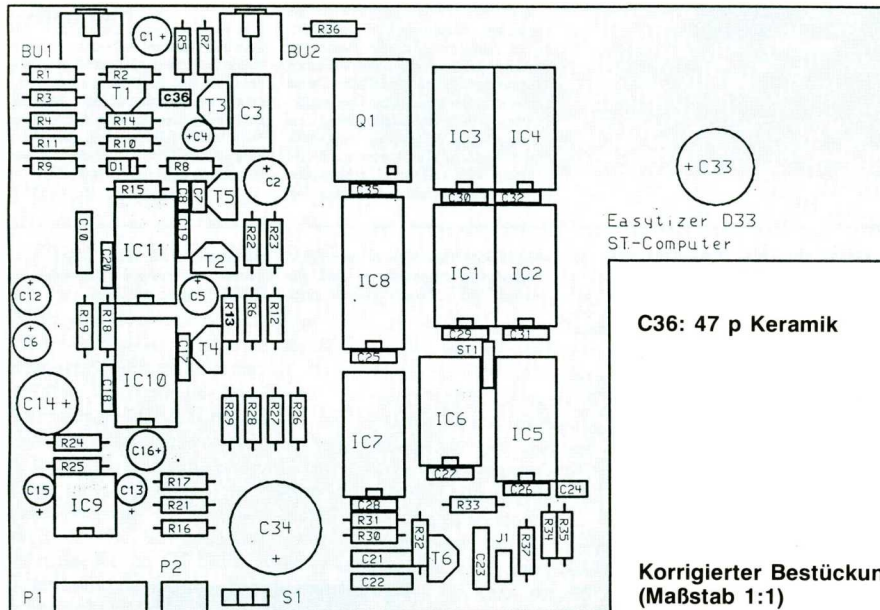 BU1 C1+ R5 R7 BU2 R36
R1 R2
R3 T1 C36 T3 C3 Q1 IC3 IC4
R4 R14
R11 R10 +C4
R9 D1 R8 C2 +C33
R15 C8 C7 T5 C35 C30 C32
C10 IC11 C19 R22 R23 Easytizer D33
ST-Computer
C20 T2 IC8 IC1 IC2
C12 C5
C6 R19 R18 R13 R6 R12 C29 C31 C36: 47 p Keramik
IC10 C17 T4 C25 ST1
C14+ C18 R29 R28 R27 R26 IC7 IC6 IC5
R24 C16+
R25 C27
C15 IC9 C13 R17 C28 R33 C26 C24
R21 C34 R31
R16 R30 R32 T6 C23 J1 R37 R34 R35
C21
P1 P2 S1 C22
Korrigierter Bestückun
(Maßstab 1:1)